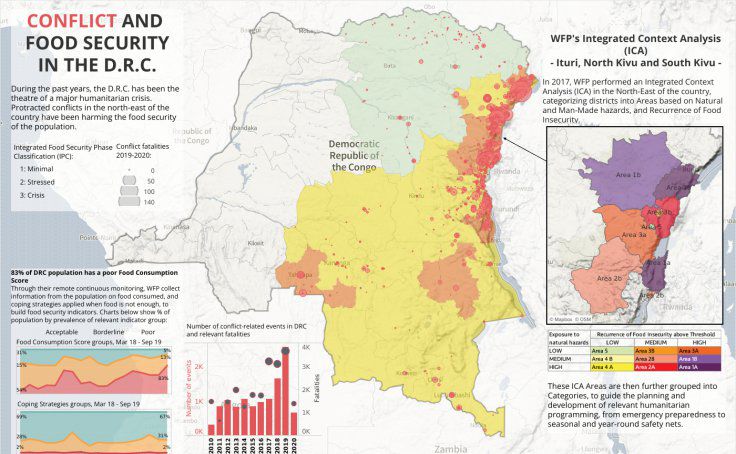 CONFLICT AND
FOOD SECURITY
IN THE D.R.C.
During the past years, the D.R.C. has been the
theatre of a major humanitarian crisis.
Protracted conflicts in the north-east of the
country have been harming the food security
of the population.
Integrated Food Security Phase
Classification (IPC):
1: Minimal
2: Stressed
3: Crisis
Conflict fatalities
2019-2020:
0
50
100
140
83% of DRC population has a poor Food Consumption
Score
Through their remote continuous monitoring, WFP collect
information from the population on food consumed, and
coping strategies applied when food is not enough, to
build food security indicators. Charts below show % of
population by prevalence of relevant indicator group:
Acceptable Borderline Poor
Food Consumption Score groups, Mar 18 - Sep 19
31%
15%
5%
13%
83%
Coping Strategies groups, Mar 18 - Sep 19
69%
28%
2%
67%
31%
2%
Number of conflict-related events in DRC
and relevant fatalities
Number of events
2K
1K
0K
4K
3K
2K
1K
0K
Fatalities
2010
2011
2012
2013
2014
2015
2016
2017
2018
2019
2020
Bangui
Obo
Juba
Buta
Mbandaka
Kisangani
Republic of
the Congo
Democratic
Republic of
the Congo
Rwanda
Burundi
Kindu
Kinshasa
Kikwit
Kananga
Tshikapa
Zambia
WFP's Integrated Context Analysis
(ICA)
- Ituri, North Kivu and South Kivu -
In 2017, WFP performed an Integrated Context
Analysis (ICA) in the North-East of the country,
categorizing districts into Areas based on Natural
and Man-Made hazards, and Recurrence of Food
Insecurity.
Area 1b
Area 3a
Area 2b
Area 2b
Rwanda
© Mapbox © OSM
Exposure to
natural hazards
Recurrence of Food Insecurity above Threshold
LOW MEDIUM HIGH
LOW Area 5 Area 3B Area 3A
MEDIUM Area 4 B Area 2B Area 1B
HIGH Area 4 A Area 2A Area 1A
These ICA Areas are then further grouped into
Categories, to guide the planning and
development of relevant humanitarian
programming, from emergency preparedness to
seasonal and year-round safety nets.